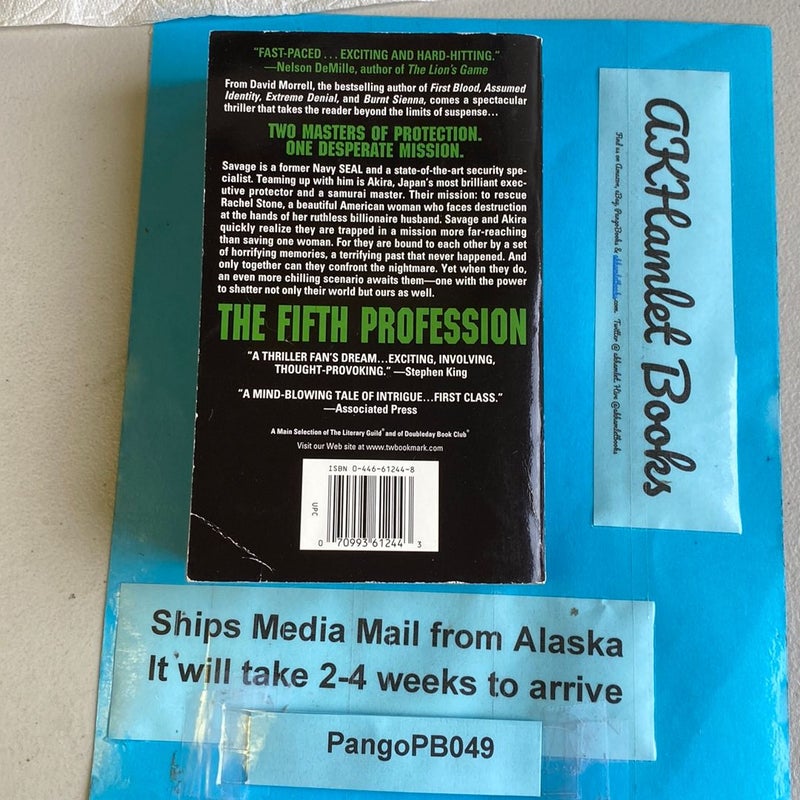 "FAST-PACED... EXCITING AND HARD-HITTING."
—Nelson DeMille, author of The Lion's Game
From David Morrell, the bestselling author of First Blood, Assumed
Identity, Extreme Denial, and Burnt Sienna, comes a spectacular
thriller that takes the reader beyond the limits of suspense...
TWO MASTERS OF PROTECTION.
ONE DESPERATE MISSION.
Savage is a former Navy SEAL and a state-of-the-art security spe-
cialist. Teaming up with him is Akira, Japan's most brilliant exec-
utive protector and a samurai master. Their mission: to rescue
Rachel Stone, a beautiful American woman who faces destruction
at the hands of her ruthless billionaire husband. Savage and Akira
quickly realize they are trapped in a mission more far-reaching
than saving one woman. For they are bound to each other by a set
of horrifying memories, a terrifying past that never happened. And
only together can they confront the nightmare. Yet when they do,
an even more chilling scenario awaits them—one with the power
to shatter not only their world but ours as well.
THE FIFTH PROFESSION
"A THRILLER FAN'S DREAM...EXCITING, INVOLVING,
THOUGHT-PROVOKING." —Stephen King
"A MIND-BLOWING TALE OF INTRIGUE...FIRST CLASS."
—Associated Press
A Main Selection of The Literary Guild® and of Doubleday Book Club®
Visit our Web site at www.twbookmark.com
ISBN 0-446-61244-8
UPC
0 70993 61244 3
AKHamlet Books
Find us on Amazon, eBay, PangoBooks &
Ships Media Mail from Alaska
It will take 2-4 weeks to arrive
PangoPB049